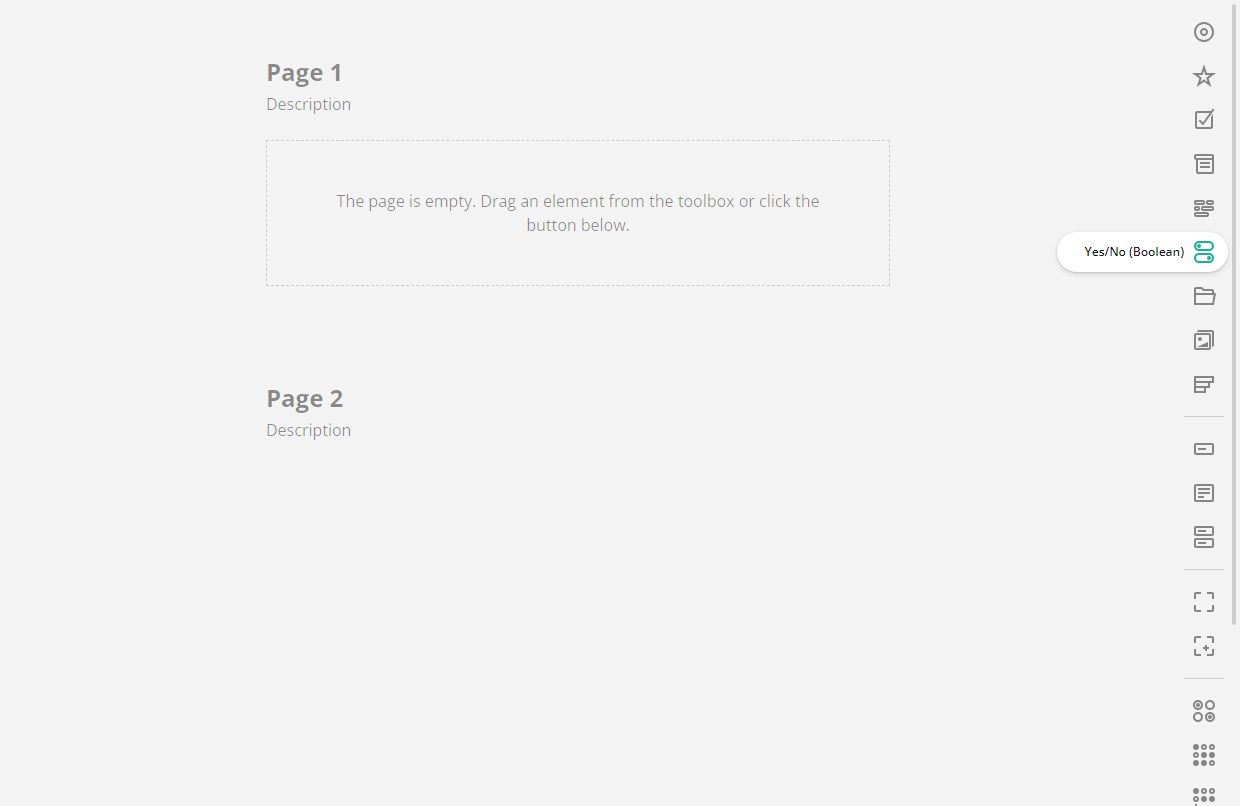 Page 1
Description
The page is empty. Drag an element from the toolbox or click the
button below.
Yes/No (Boolean)
Page 2
Description